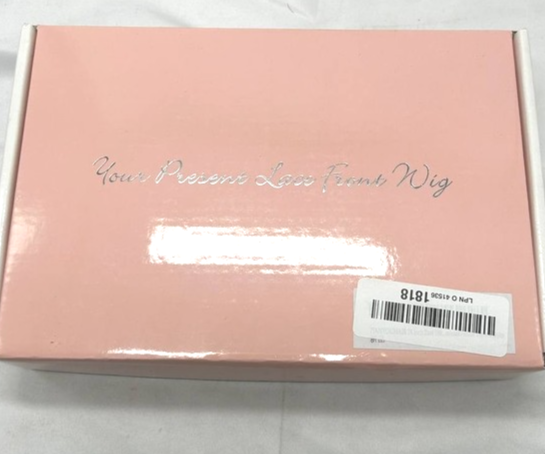 Your Present Lace Front Wig
LPN O 41536
1818